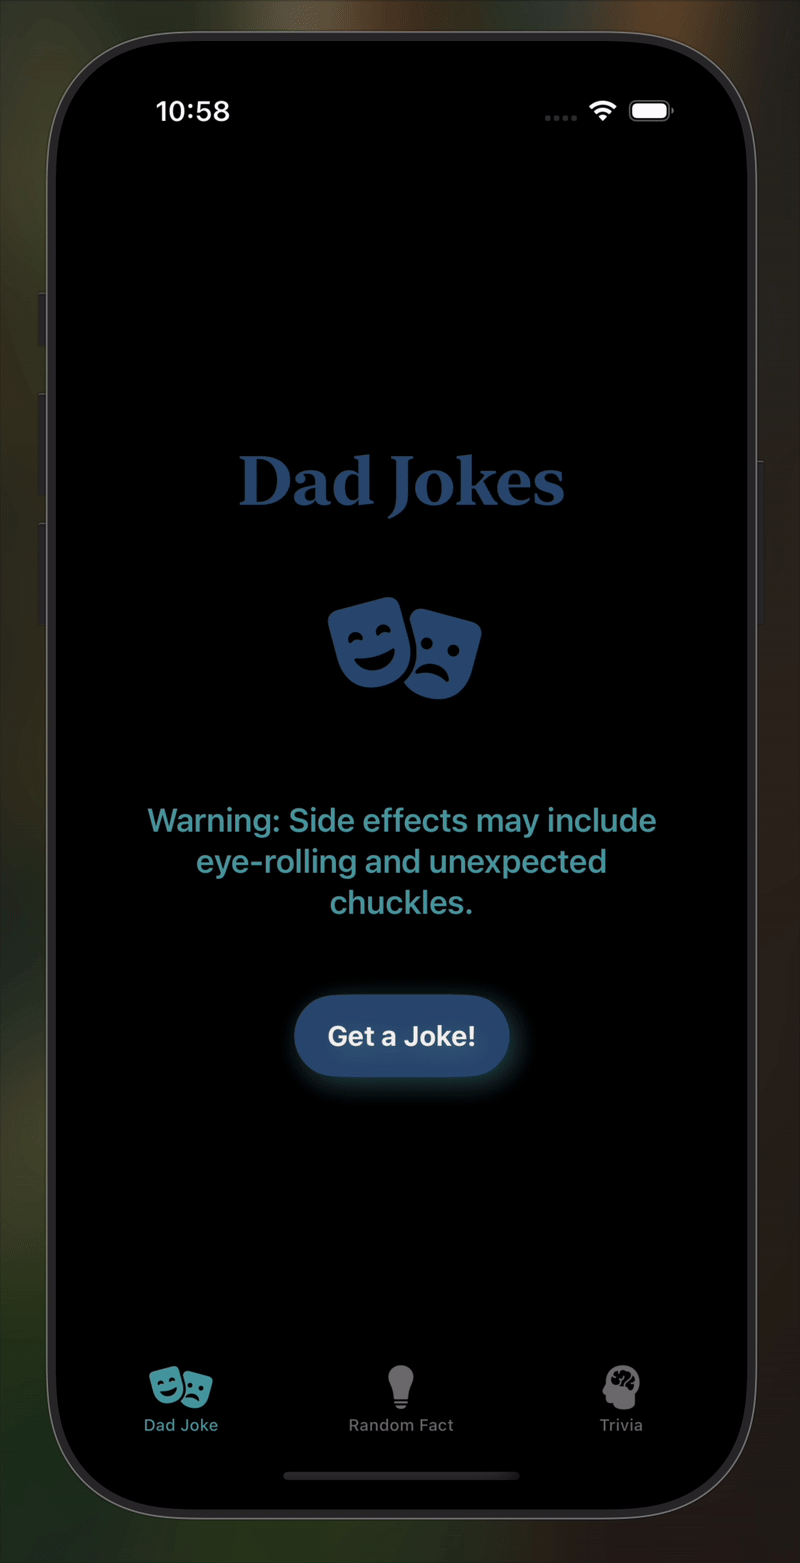 10:58
Dad Jokes
Warning: Side effects may include
eye-rolling and unexpected
chuckles.
Get a Joke!
Dad Joke
Random Fact
Trivia